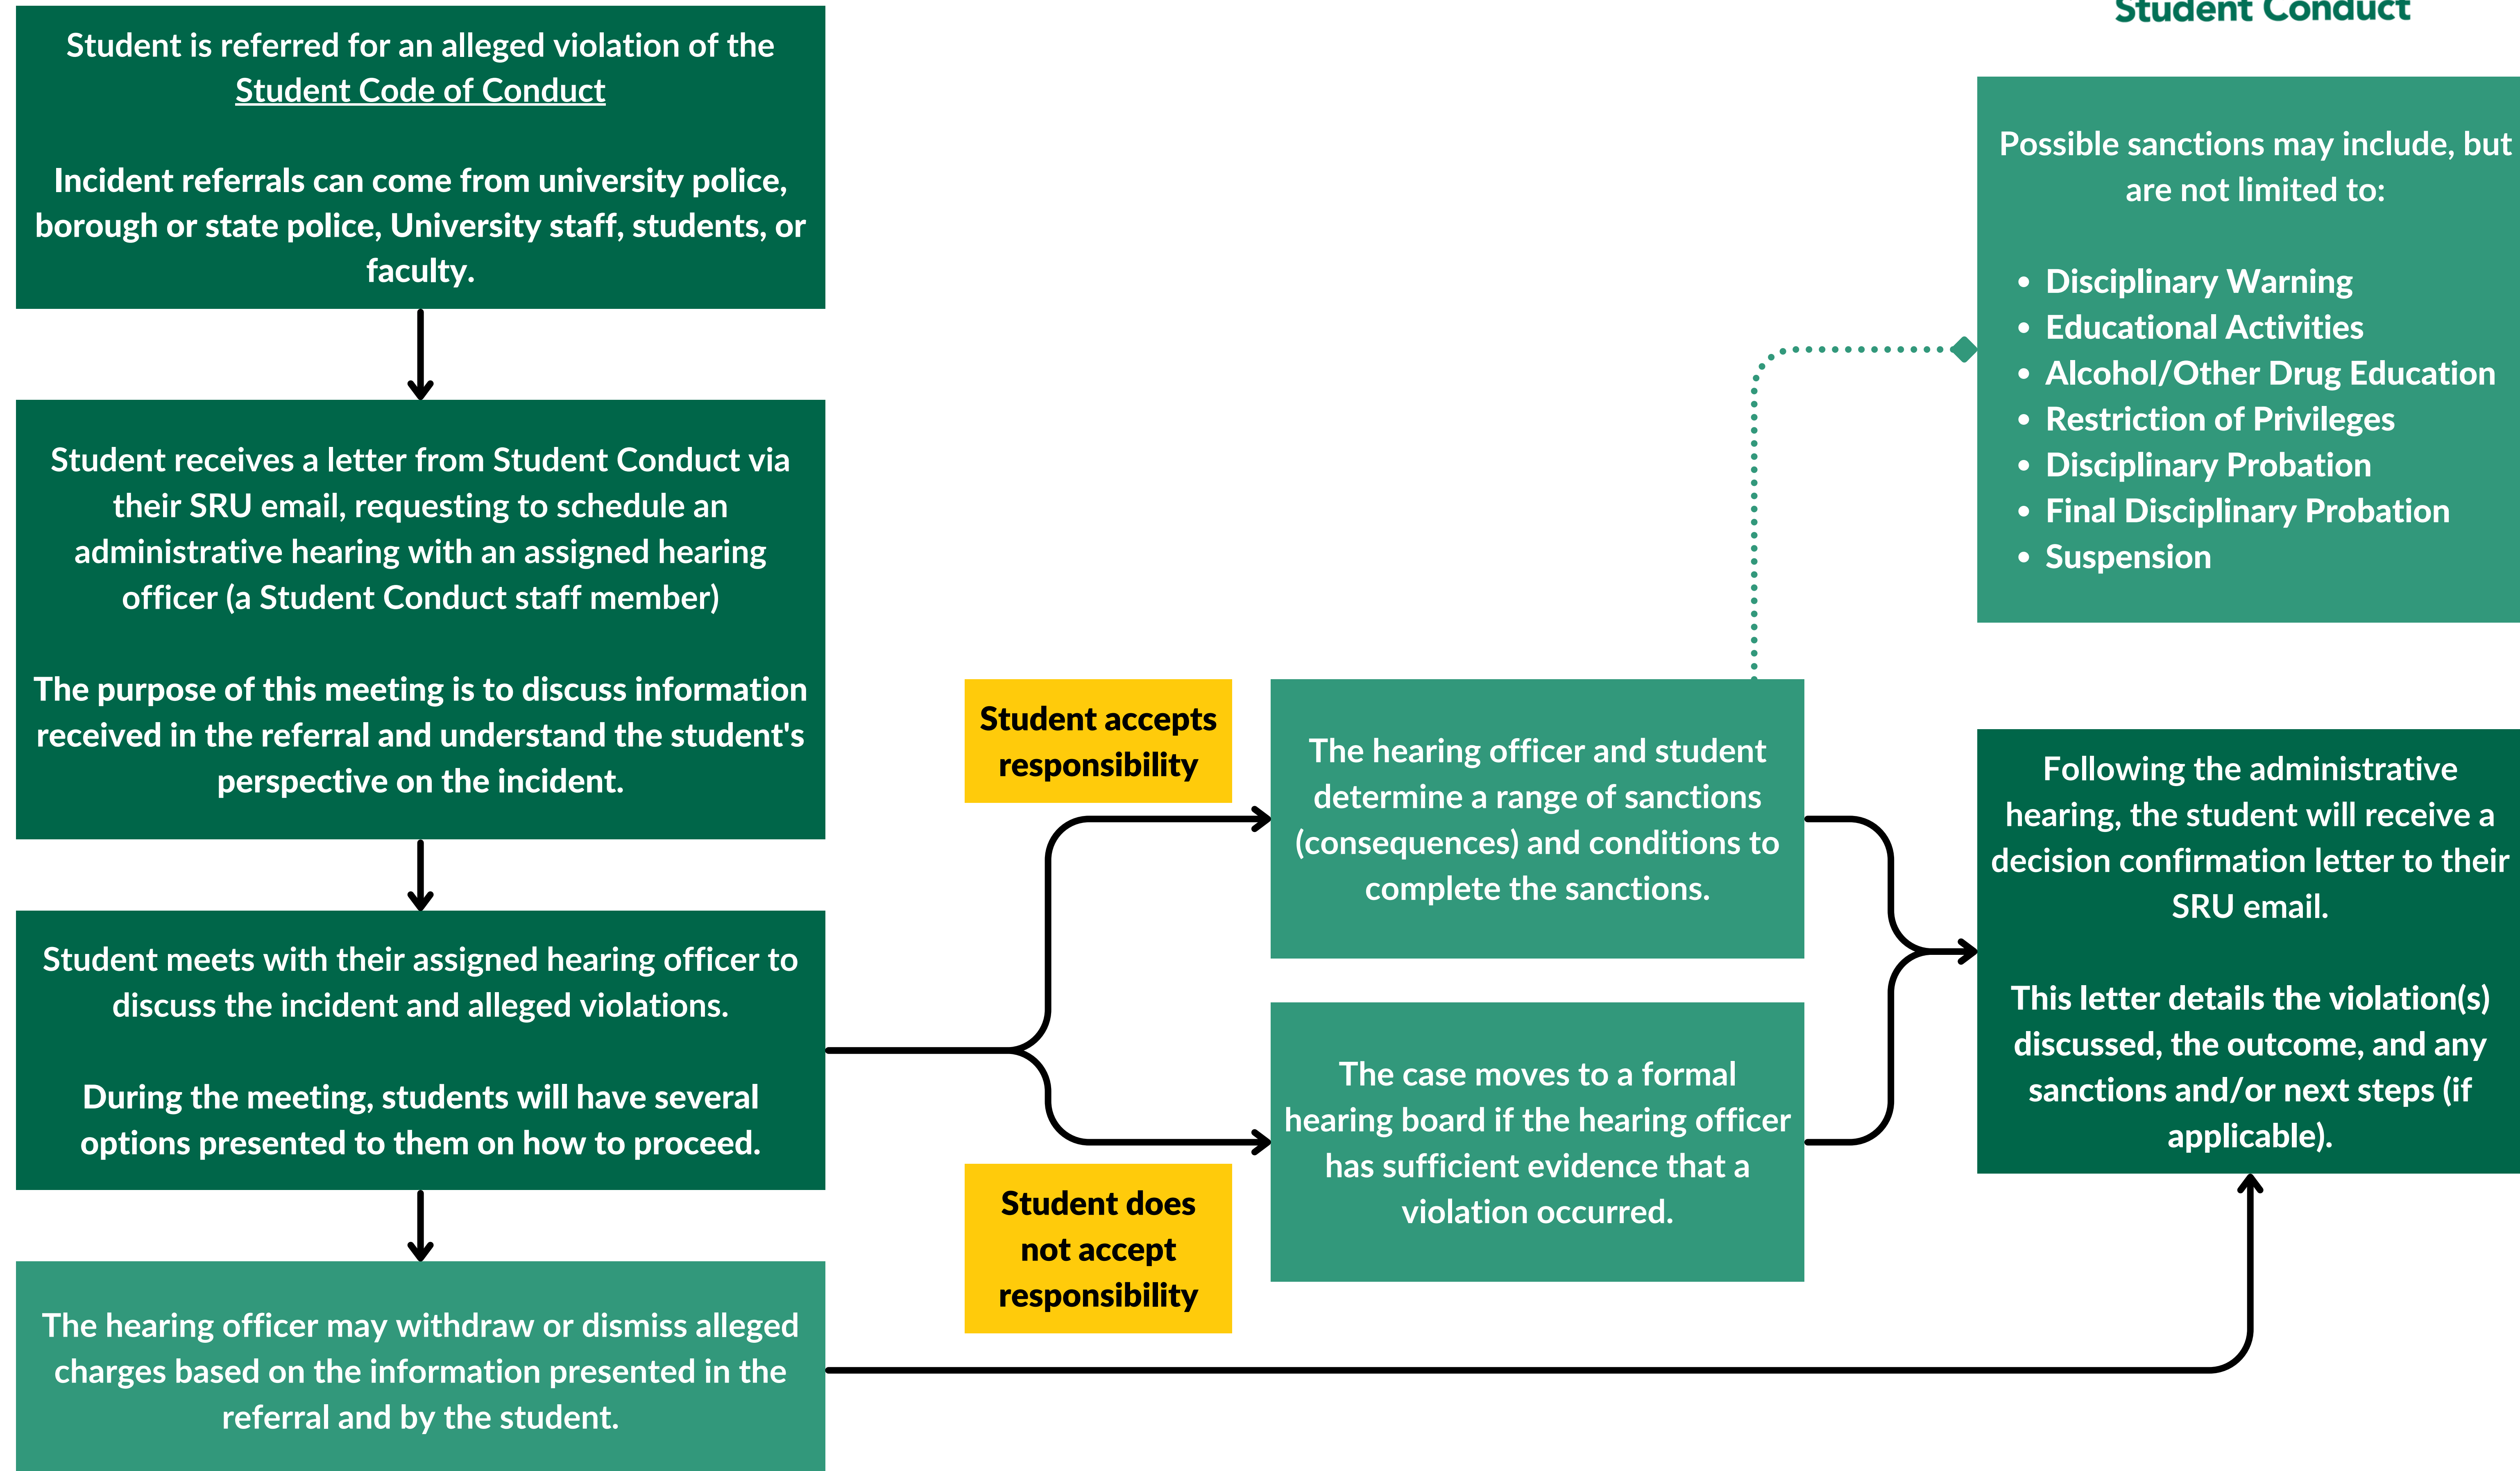 Student Conduct
Student is referred for an alleged violation of the
Student Code of Conduct
Incident referrals can come from university police,
borough or state police, University staff, students, or
faculty.
Student receives a letter from Student Conduct via
their SRU email, requesting to schedule an
administrative hearing with an assigned hearing
officer (a Student Conduct staff member)
The purpose of this meeting is to discuss information
received in the referral and understand the student's
perspective on the incident.
Student meets with their assigned hearing officer to
discuss the incident and alleged violations.
During the meeting, students will have several
options presented to them on how to proceed.
The hearing officer may withdraw or dismiss alleged
charges based on the information presented in the
referral and by the student.
Student accepts
responsibility
The hearing officer and student
determine a range of sanctions
(consequences) and conditions to
complete the sanctions.
Student does
not accept
responsibility
The case moves to a formal
hearing board if the hearing officer
has sufficient evidence that a
violation occurred.
Possible sanctions may include, but
are not limited to:
• Disciplinary Warning
• Educational Activities
• Alcohol/Other Drug Education
• Restriction of Privileges
• Disciplinary Probation
• Final Disciplinary Probation
• Suspension
Following the administrative
hearing, the student will receive a
decision confirmation letter to their
SRU email.
This letter details the violation(s)
discussed, the outcome, and any
sanctions and/or next steps (if
applicable).